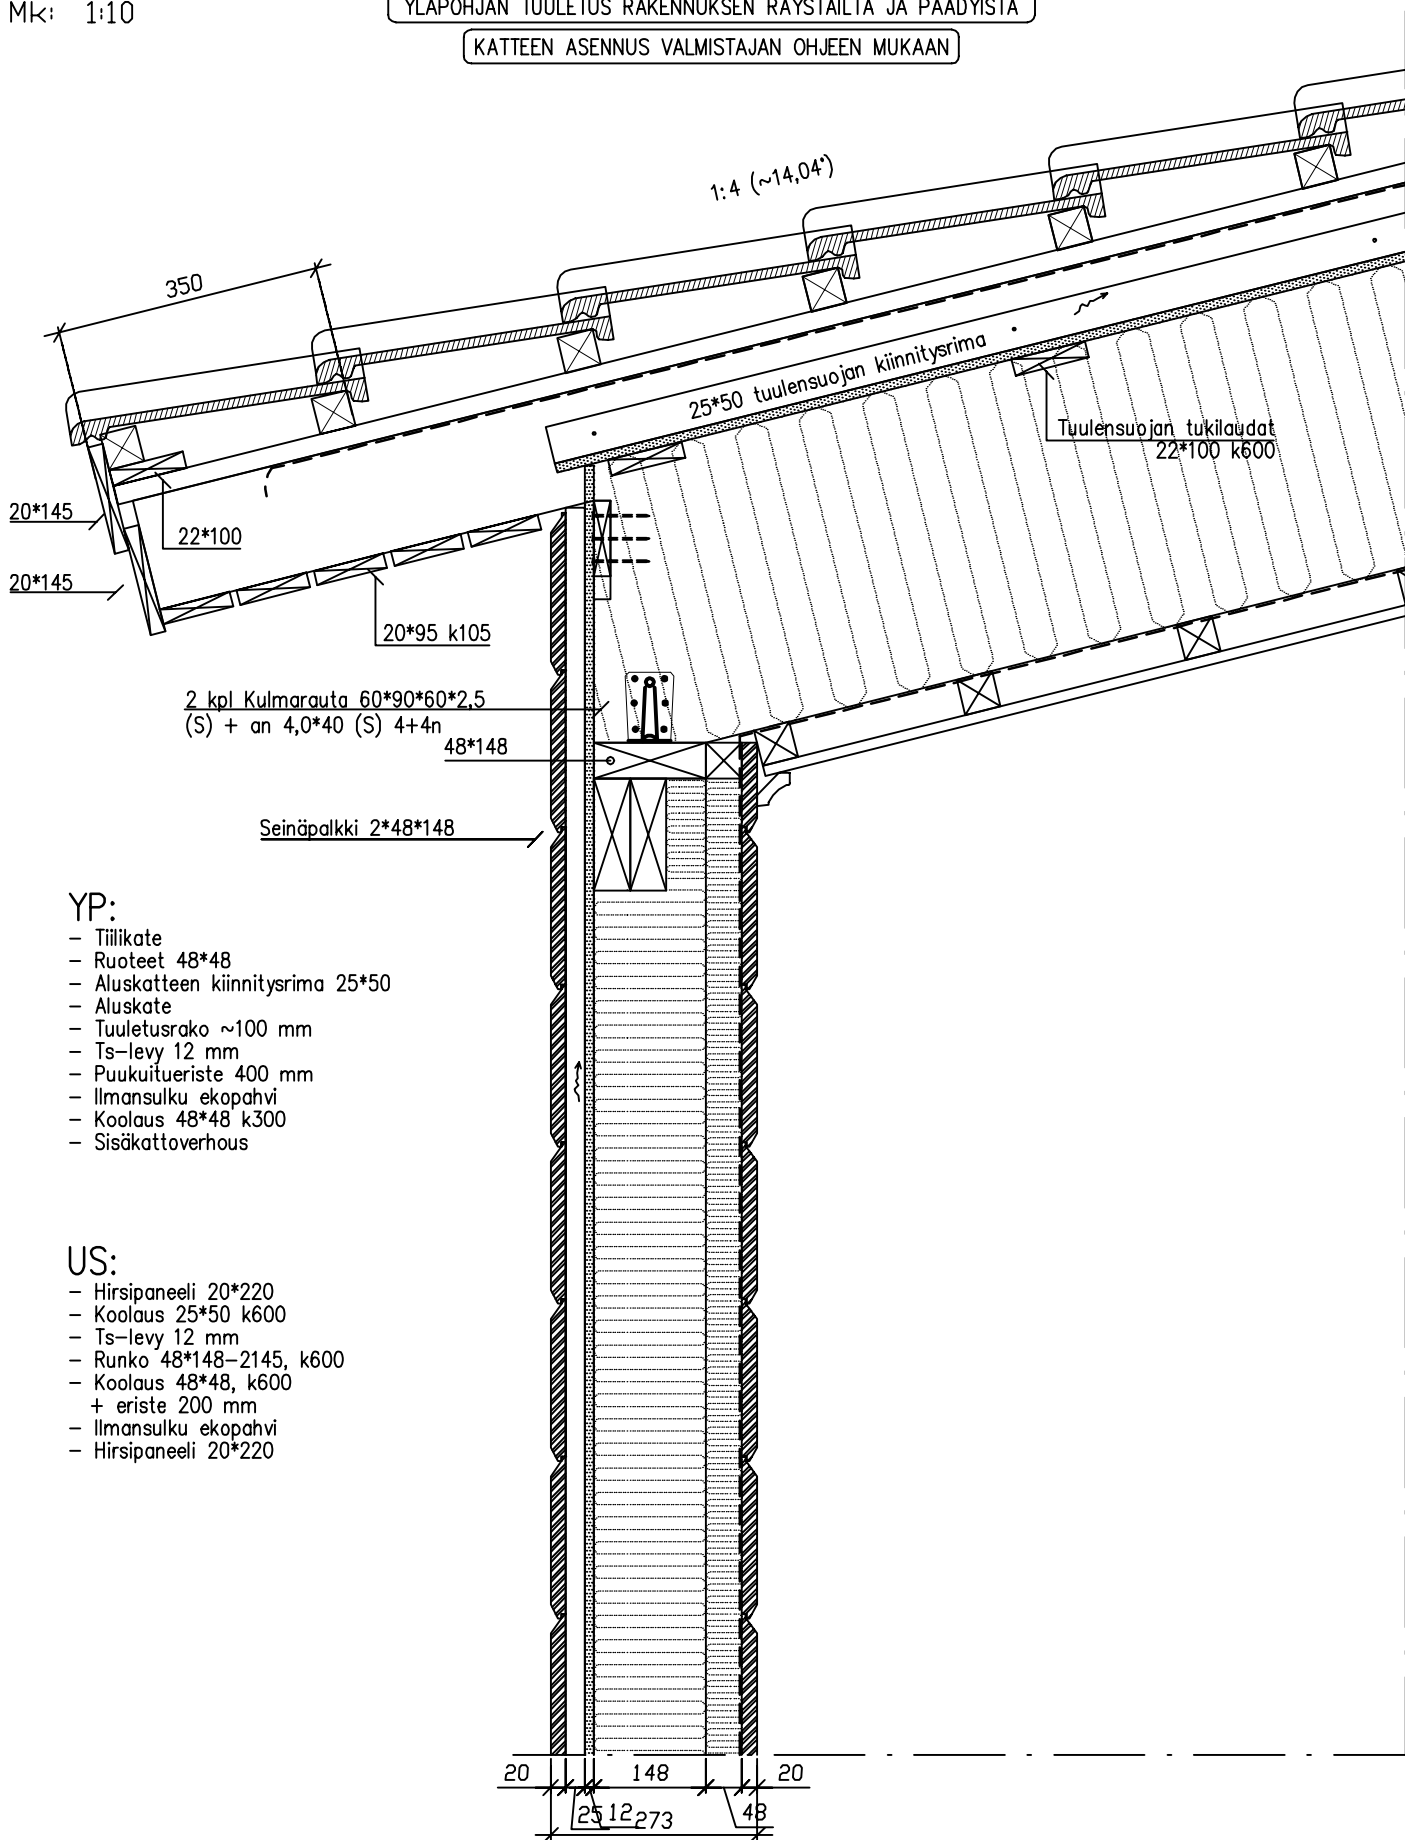 MK: 1:10
YLÄPOHJAN TUULETUS RAKENNUKSEN RÄYSTÄILTÄ JA PÄÄDYISTÄ
KATTEEN ASENNUS VALMISTAJAN OHJEEN MUKAAN
1:4 (~14,04°)
350
25*50 tuulensuojan kiinnitysrima
Tuulensuojan tukilaudat
22*100 k600
20*145
22*100
20*145
20*95 k105
2 kpl Kulmarauta 60*90*60*2,5
(S) + an 4,0*40 (S) 4+4n
48*148
Seinäpalkki 2*48*148
YP:
- Tiilikate
- Ruoteet 48*48
- Aluskatteen kiinnitysrima 25*50
- Aluskate
- Tuuletusrako ~100 mm
- Ts-levy 12 mm
- Puukuitueriste 400 mm
- Ilmansulku ekopahvi
- Koolaus 48*48 k300
- Sisäkattoverhous
US:
- Hirsipaneeli 20*220
- Koolaus 25*50 k600
- Ts-levy 12 mm
- Runko 48*148-2145, k600
- Koolaus 48*48, k600
+ eriste 200 mm
- Ilmansulku ekopahvi
- Hirsipaneeli 20*220
20 148 20
25 12 273 48